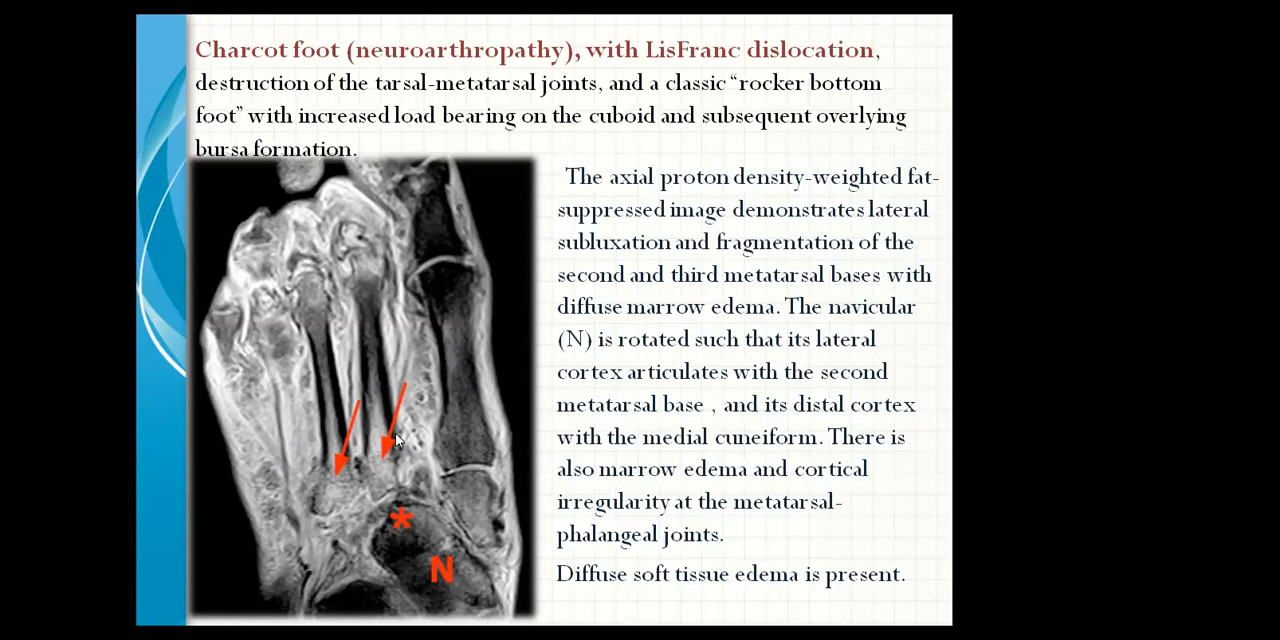 Charcot foot (neuroarthropathy), with LisFranc dislocation,
destruction of the tarsal-metatarsal joints, and a classic “rocker bottom
foot” with increased load bearing on the cuboid and subsequent overlying
bursa formation.
The axial proton density-weighted fat-
suppressed image demonstrates lateral
subluxation and fragmentation of the
second and third metatarsal bases with
diffuse marrow edema. The navicular
(N) is rotated such that its lateral
cortex articulates with the second
metatarsal base , and its distal cortex
with the medial cuneiform. There is
also marrow edema and cortical
irregularity at the metatarsal-
phalangeal joints.
Diffuse soft tissue edema is present.
*
N